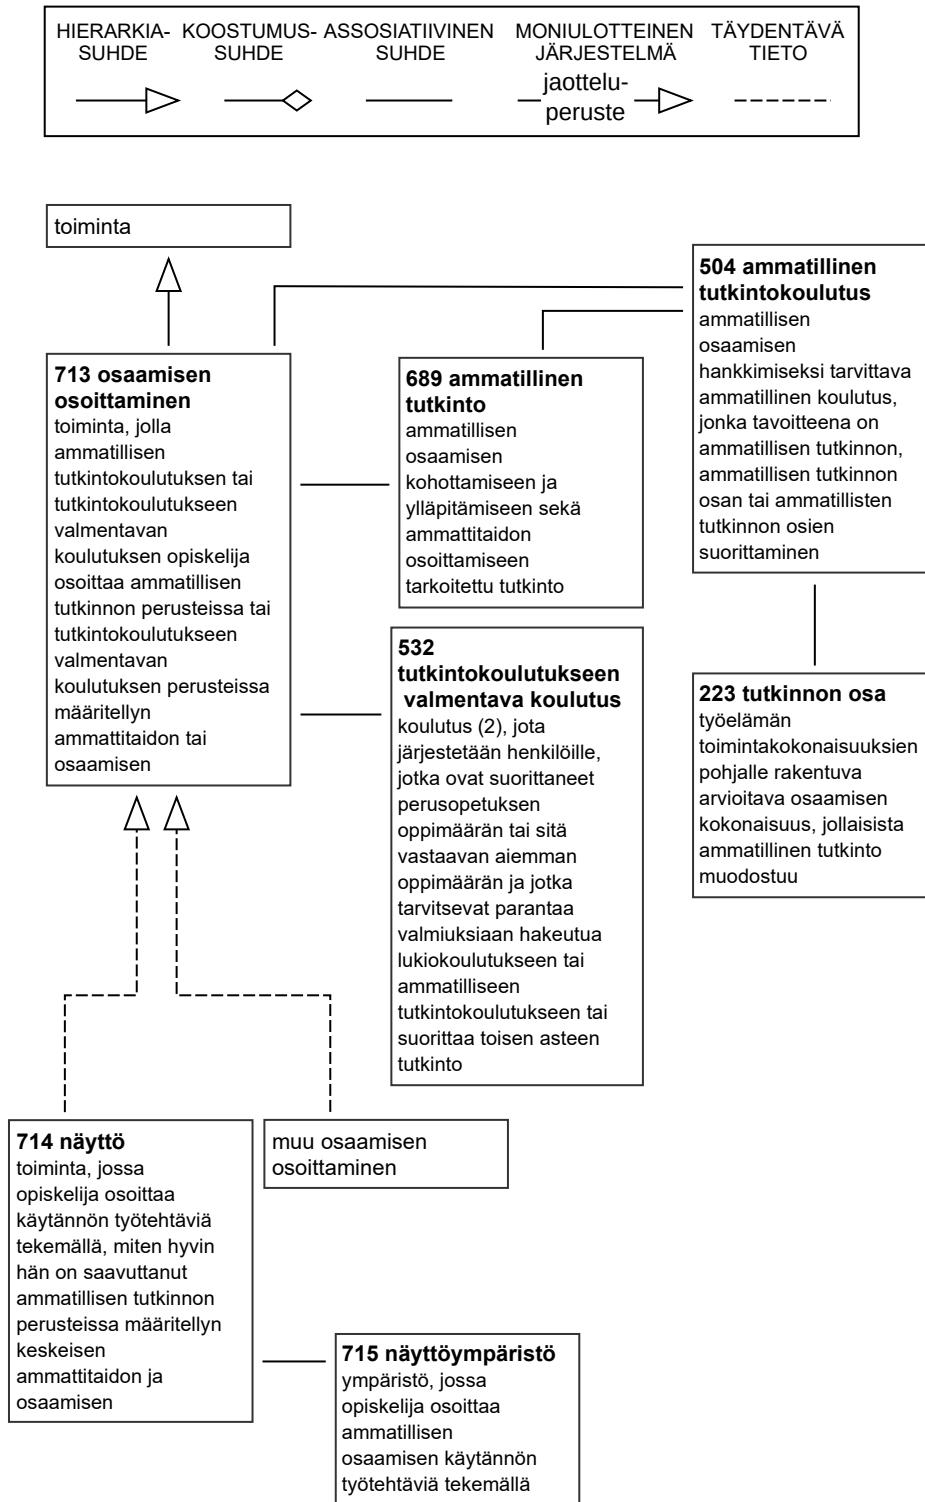 HIERARKIA-
SUHDE
KOOSTUMUS-
SUHDE
ASSOSIATIIVINEN
SUHDE
MONIULOTTEINEN
JÄRJESTELMÄ
TÄYDENTÄVÄ
TIETO
jaottelu-
peruste
toiminta
504 ammatillinen
tutkintokoulutus
ammatillisen
osaamisen
hankkimiseksi tarvittava
ammatillinen koulutus,
jonka tavoitteena on
ammatillisen tutkinnon,
ammatillisen tutkinnon
osan tai ammatillisten
tutkinnon osien
suorittaminen
713 osaamisen
osoittaminen
toiminta, jolla
ammatillisen
tutkintokoulutuksen tai
tutkintokoulutukseen
valmentavan
koulutuksen opiskelija
osoittaa ammatillisen
tutkinnon perusteissa tai
tutkintokoulutukseen
valmentavan
koulutuksen perusteissa
määritellyn
ammattitaidon tai
osaamisen
689 ammatillinen
tutkinto
ammatillisen
osaamisen
kohottamiseen ja
ylläpitämiseen sekä
ammattitaidon
osoittamiseen
tarkoitettu tutkinto
532
tutkintokoulutukseen
valmentava koulutus
koulutus (2), jota
järjestetään henkilöille,
jotka ovat suorittaneet
perusopetuksen
oppimäärän tai sitä
vastaavan aiemman
oppimäärän ja jotka
tarvitsevat parantaa
valmiuksiaan hakeutua
lukiokoulutukseen tai
ammatilliseen
tutkintokoulutukseen tai
suorittaa toisen asteen
tutkinto
223 tutkinnon osa
työelämän
toimintakokonaisuuksien
pohjalle rakentuva
arvioitava osaamisen
kokonaisuus, jollaisista
ammatillinen tutkinto
muodostuu
714 näyttö
toiminta, jossa
opiskelija osoittaa
käytännön työtehtäviä
tekemällä, miten hyvin
hän on saavuttanut
ammatillisen tutkinnon
perusteissa määritellyn
keskeisen
ammattitaidon ja
osaamisen
muu osaamisen
osoittaminen
715 näyttöympäristö
ympäristö, jossa
opiskelija osoittaa
ammatillisen
osaamisen käytännön
työtehtäviä tekemällä